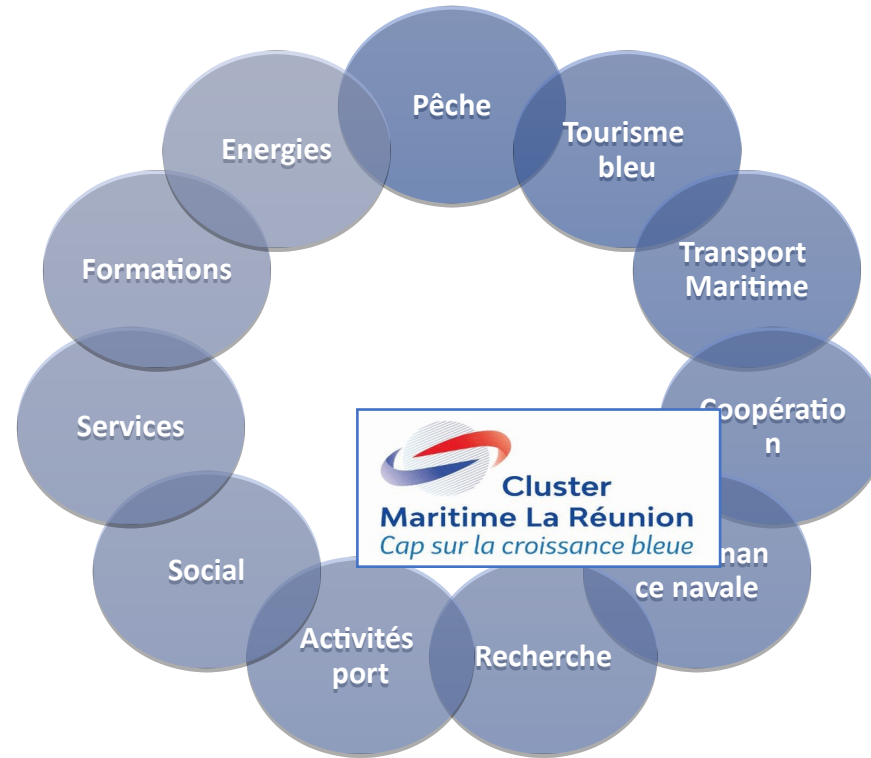 Pêche
Tourisme
bleu
Transport
Maritime
Coopératio
n
nan
ce navale
Recherche
Activités
port
Social
Services
Formations
Energies
Cluster
Maritime La Réunion
Cap sur la croissance bleue